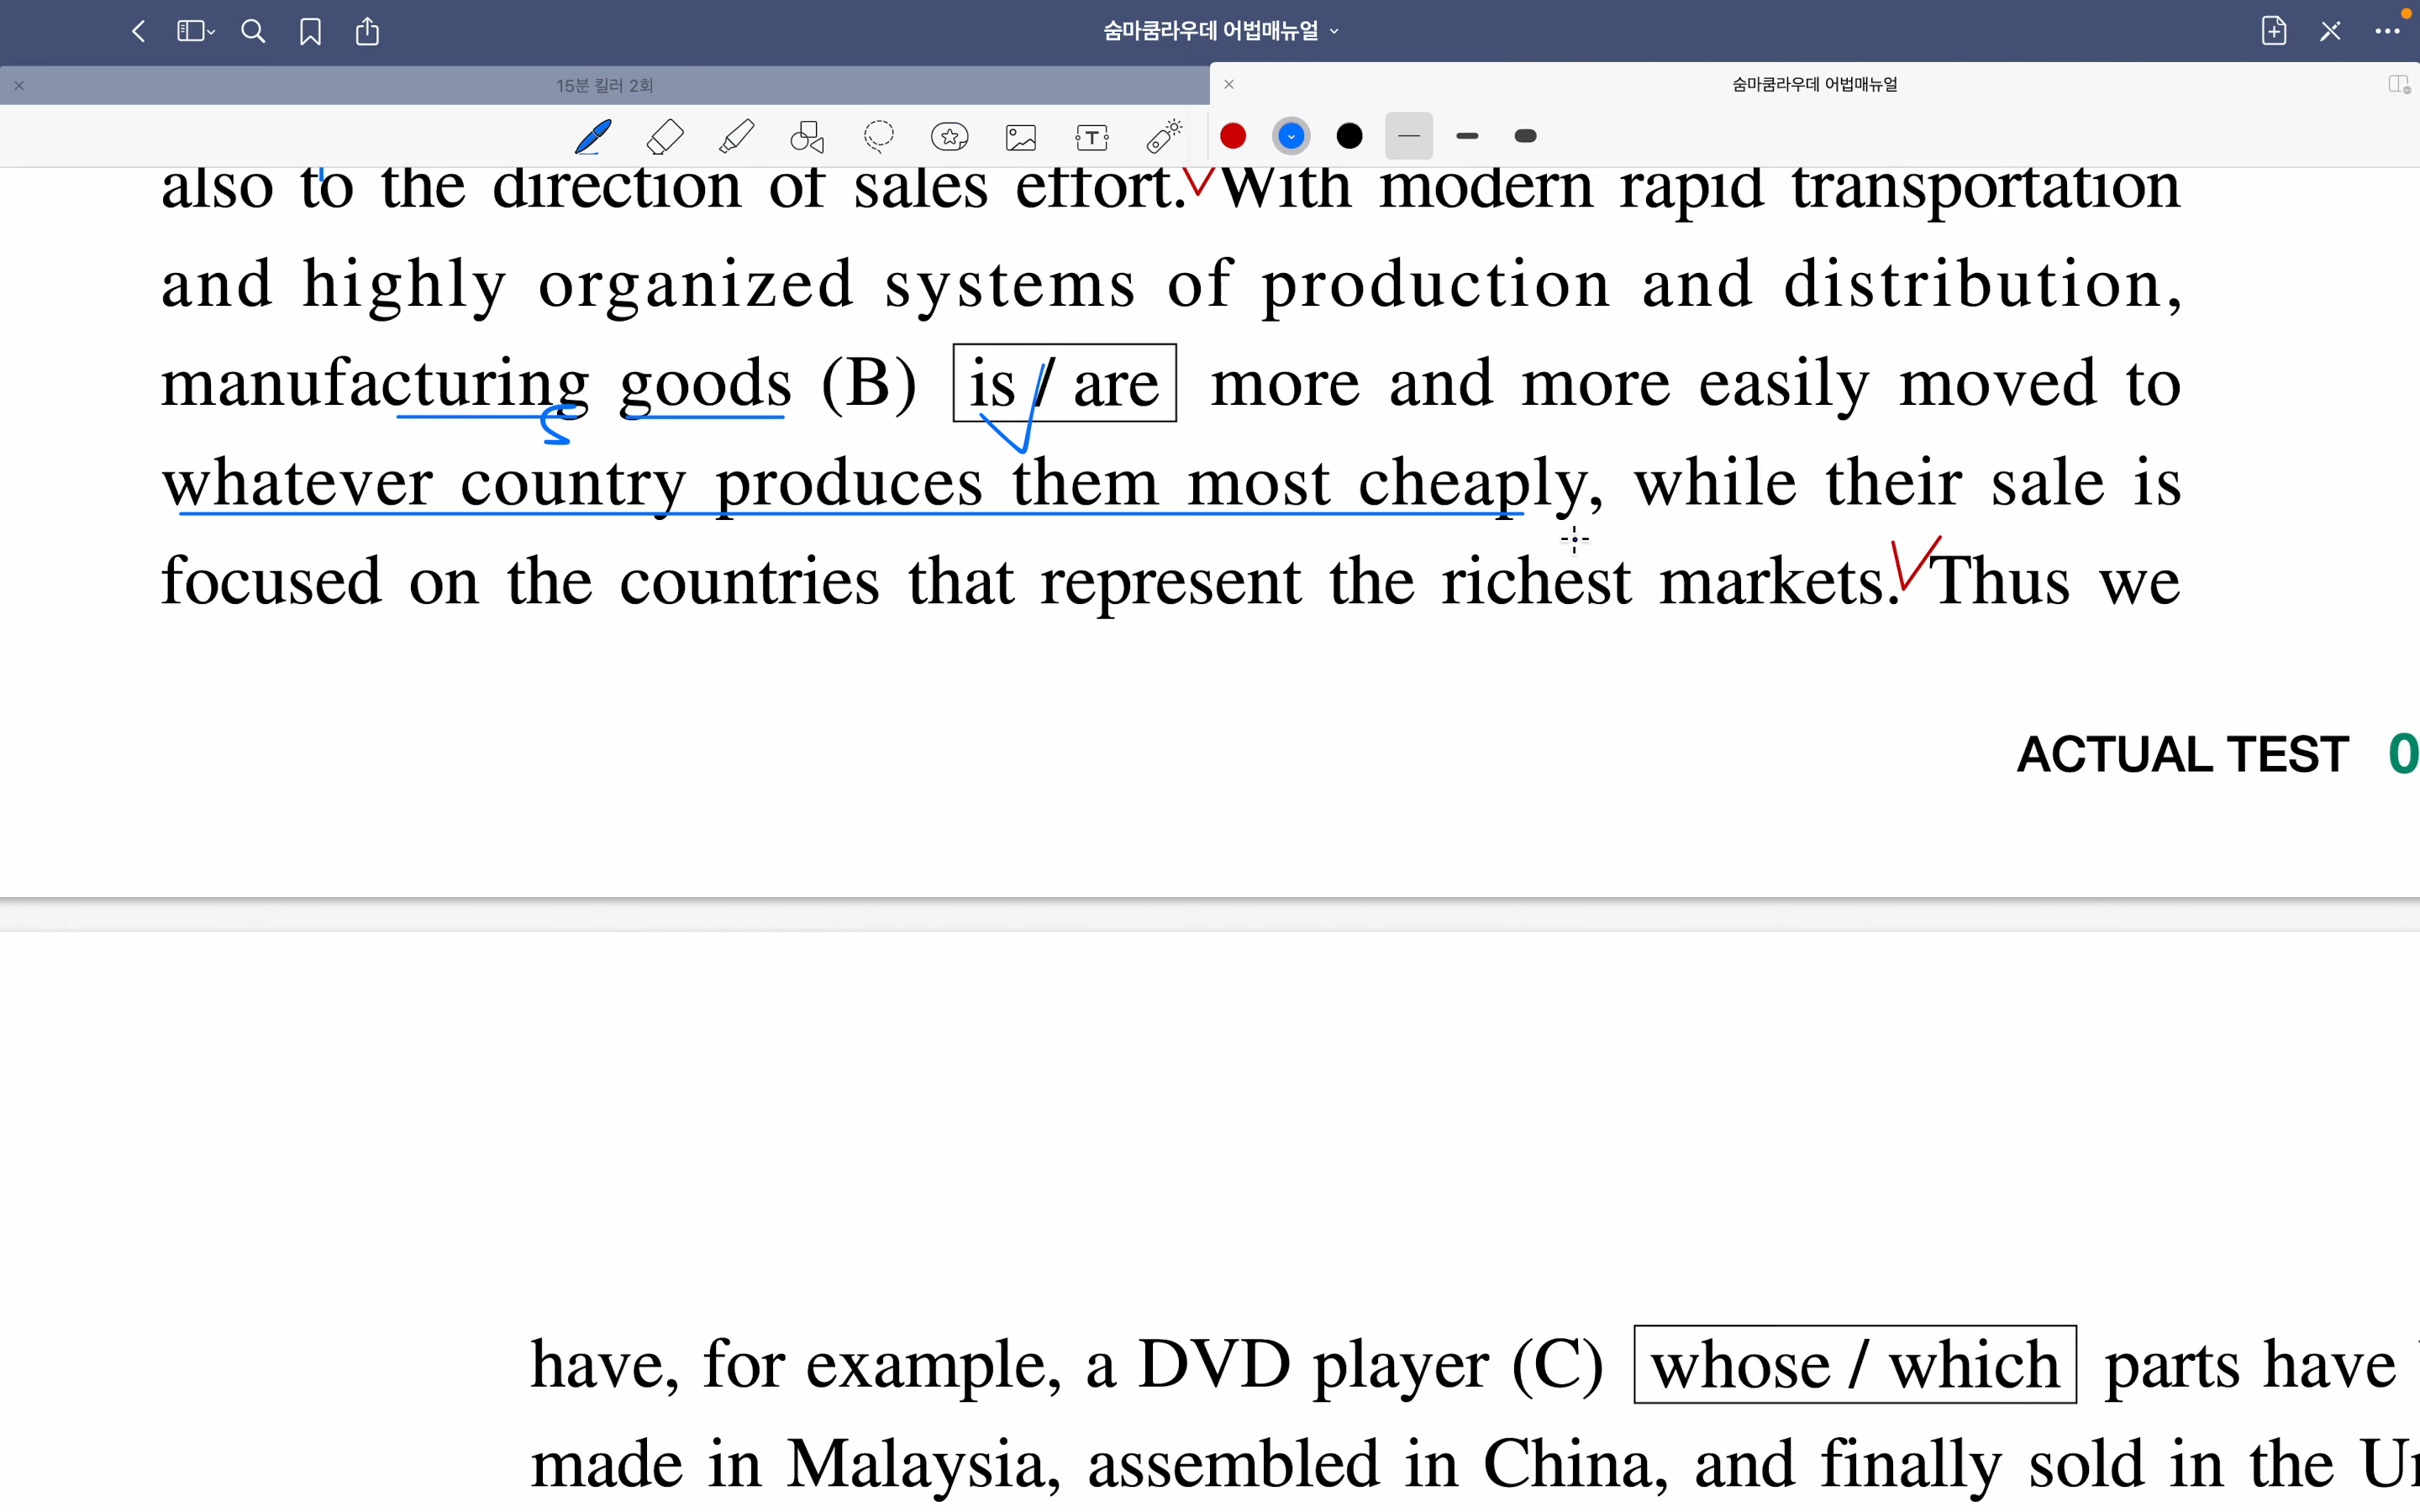 숨마쿰라우데 어법매뉴얼
15분 킬러 2회
숨마쿰라우데 어법매뉴얼
also to the direction of sales effort. With modern rapid transportation
and highly organized systems of production and distribution,
manufacturing goods (B) is / are more and more easily moved to
whatever country produces them most cheaply, while their sale is
focused on the countries that represent the richest markets. Thus we
ACTUAL TEST 0
have, for example, a DVD player (C) whose / which parts have
made in Malaysia, assembled in China, and finally sold in the